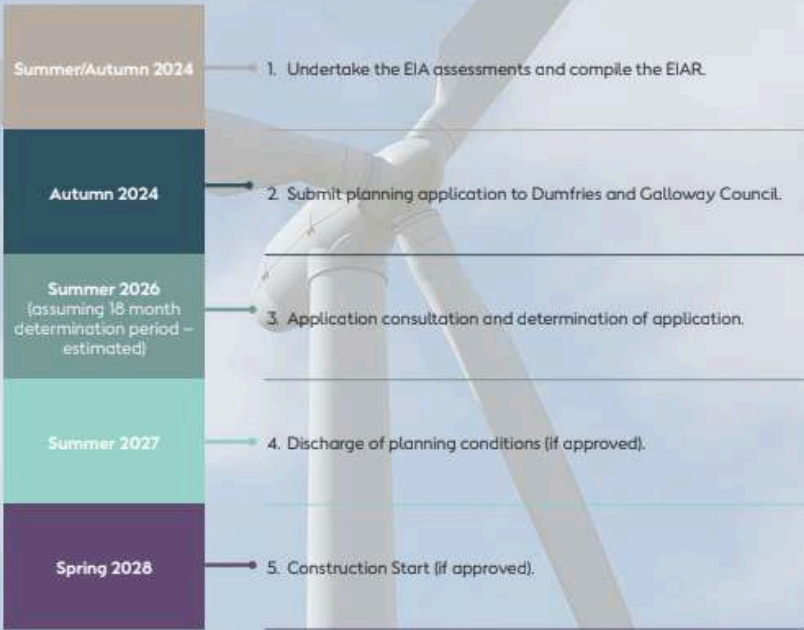 Summer/Autumn 2024
1. Undertake the EIA assessments and compile the EIAR.
Autumn 2024
2. Submit planning application to Dumfries and Galloway Council.
Summer 2026
(assuming 18 month
determination period –
estimated)
3. Application consultation and determination of application.
Summer 2027
4. Discharge of planning conditions (if approved).
Spring 2028
5. Construction Start (if approved).